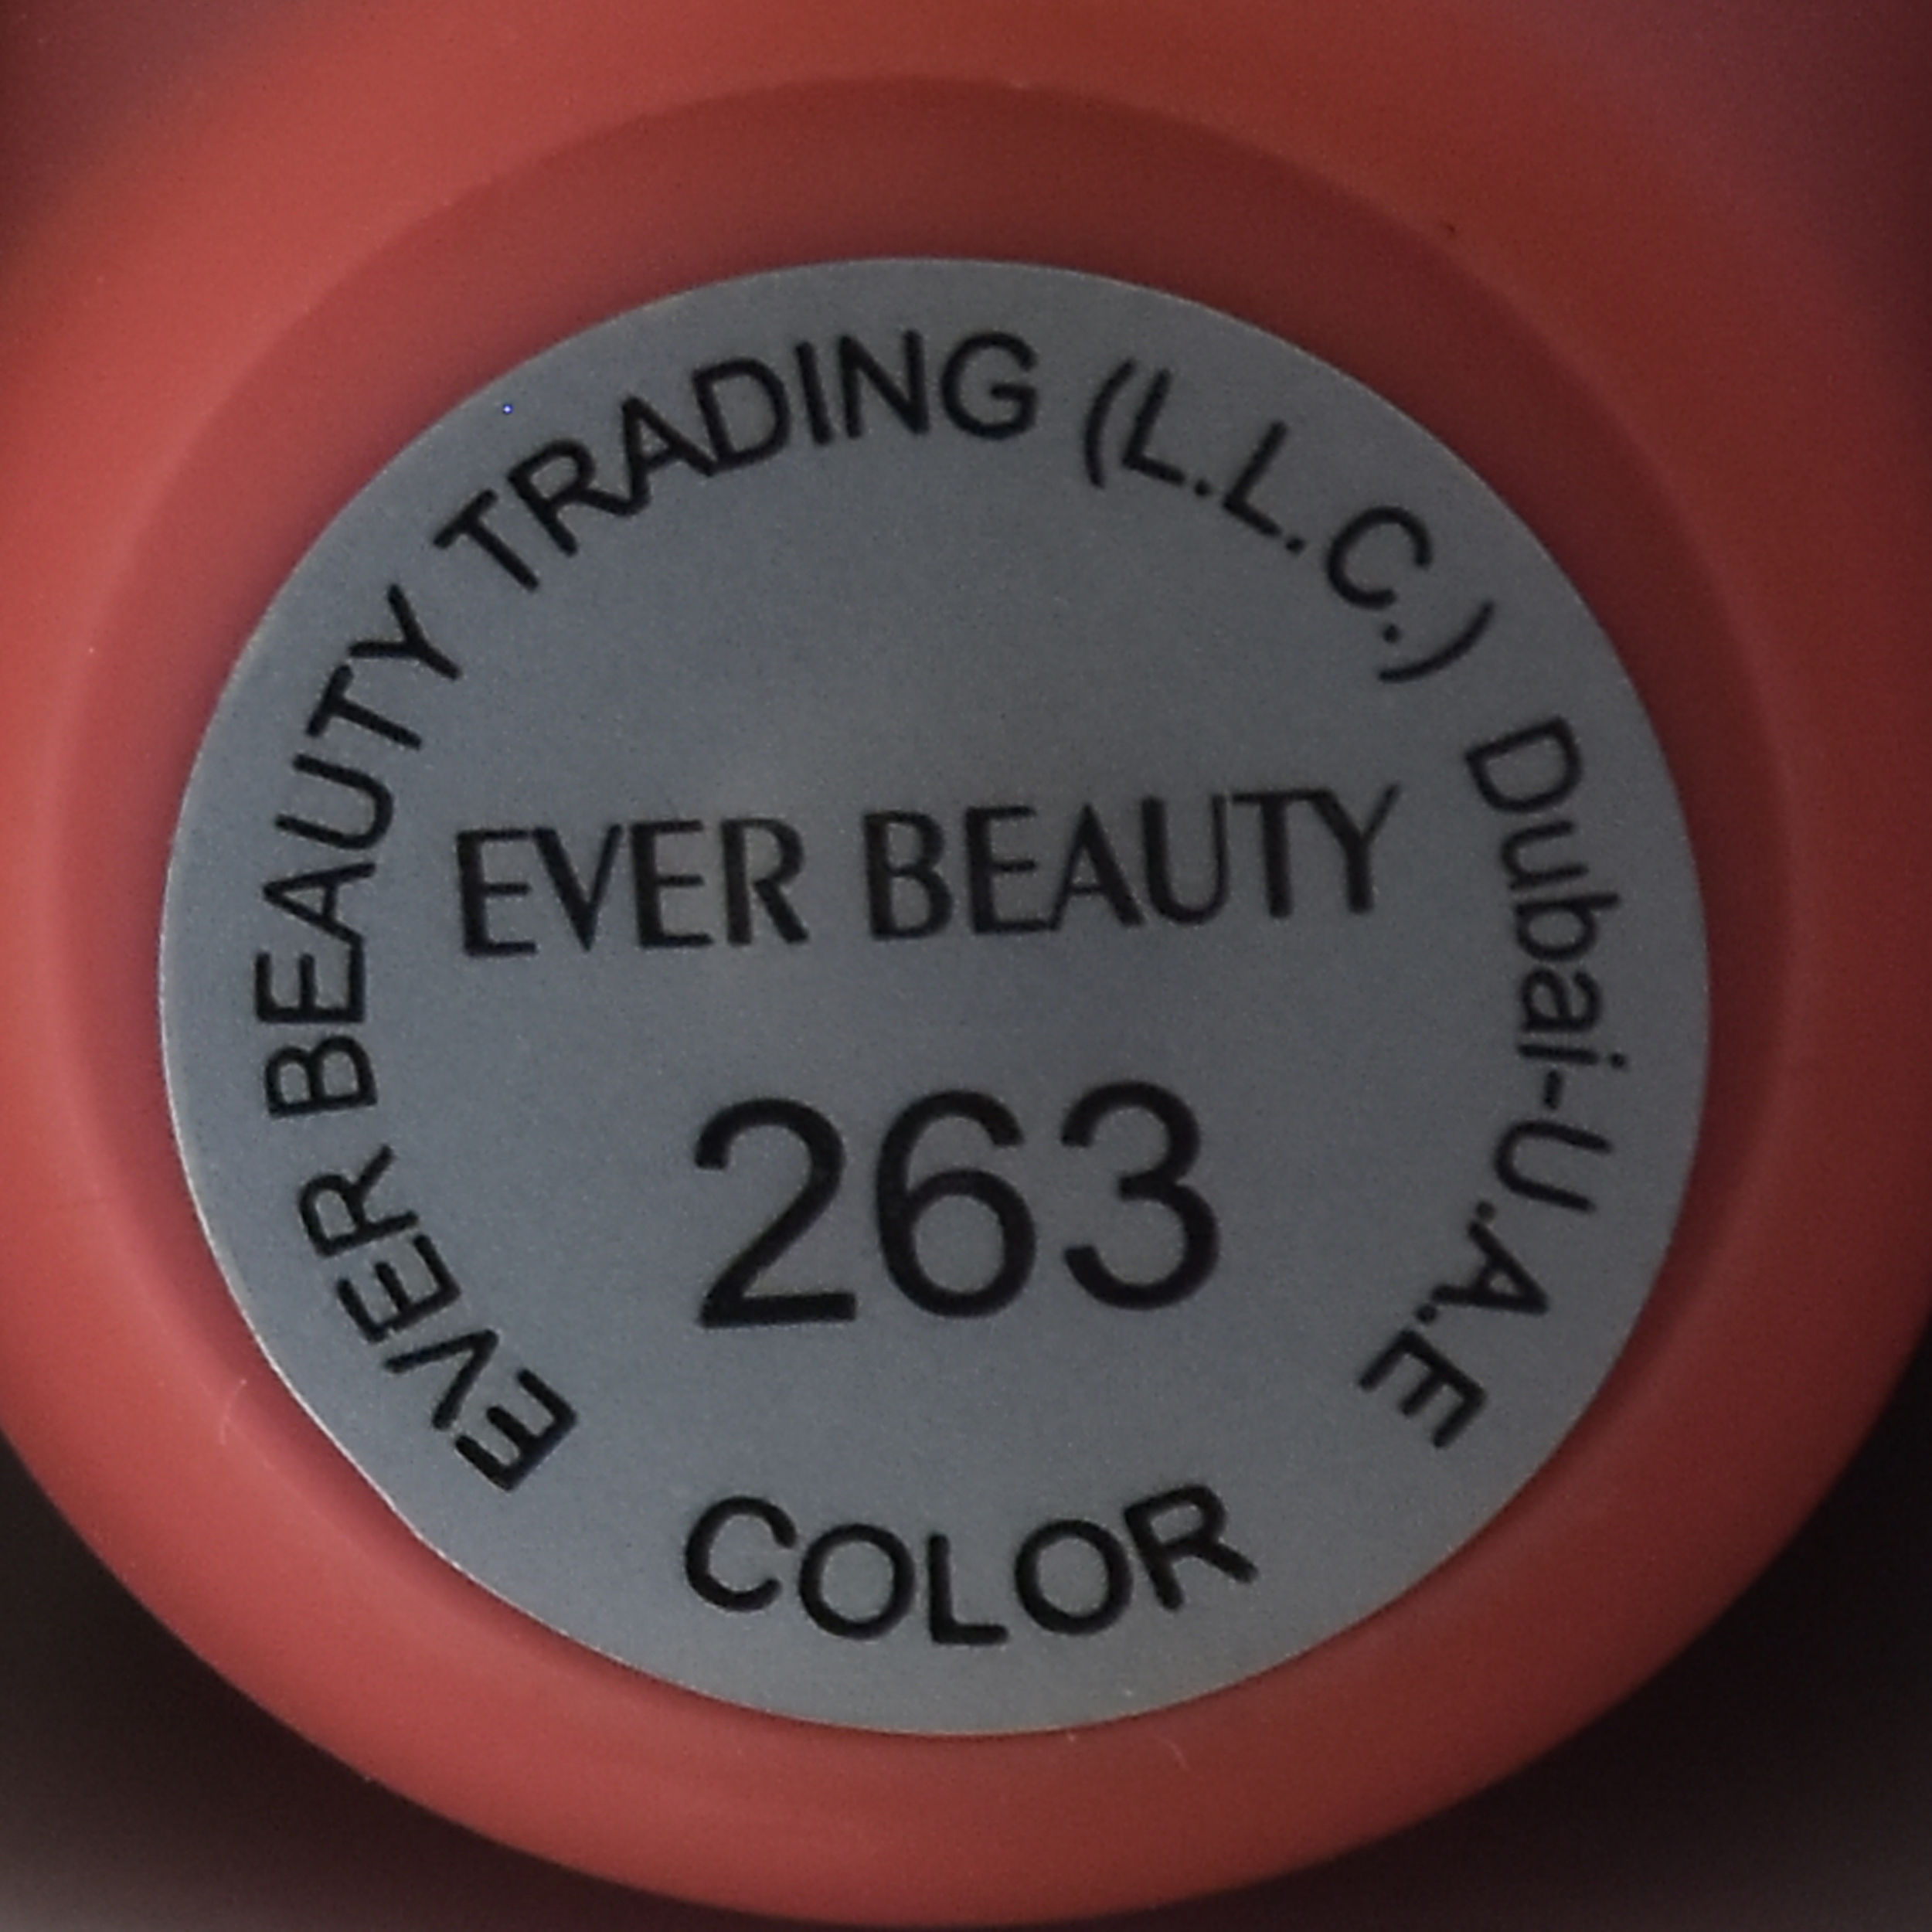 EVER BEAUTY TRADING (L.L.C.) Dubai-U.A.E
EVER BEAUTY
263
COLOR